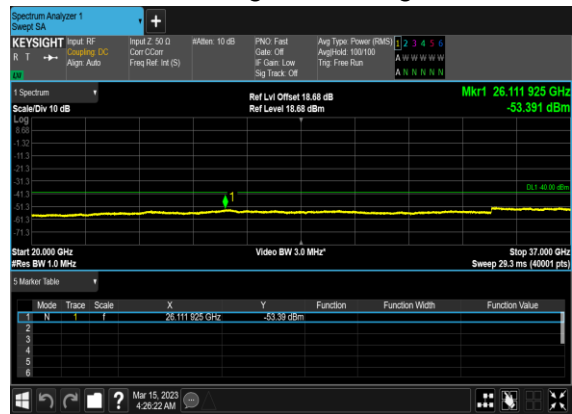 Spectrum Analyzer 1
Swept SA
+
KEYSIGHT Input: RF Input Z: 50 Ω #Atten: 10 dB PNO: Fast Avg Type: Power (RMS) 1 2 3 4 5 6
R T Coupling: DC Corr CCorr Gate: Off Avg|Hold: 100/100 A W W W W W
Align: Auto Freq Ref: Int (S) IF Gain: Low Trig: Free Run
Sig Track: Off A N N N N N
1 Spectrum Ref Lvl Offset 18.68 dB Mkr1 26.111 925 GHz
Scale/Div 10 dB Ref Level 18.68 dBm -53.391 dBm
Log
8.68
-1.32
-11.3
-21.3
-31.3
DL1 -40.00 dBm
-41.3
1
-51.3
-61.3
-71.3
Start 20.000 GHz Video BW 3.0 MHz* Stop 37.000 GHz
#Res BW 1.0 MHz Sweep 29.3 ms (40001 pts)
5 Marker Table
Mode Trace Scale X Y Function Function Width Function Value
1 N 1 f 26.111 925 GHz -53.39 dBm
2
3
4
5
6
? Mar 15, 2023
4:26:22 AM